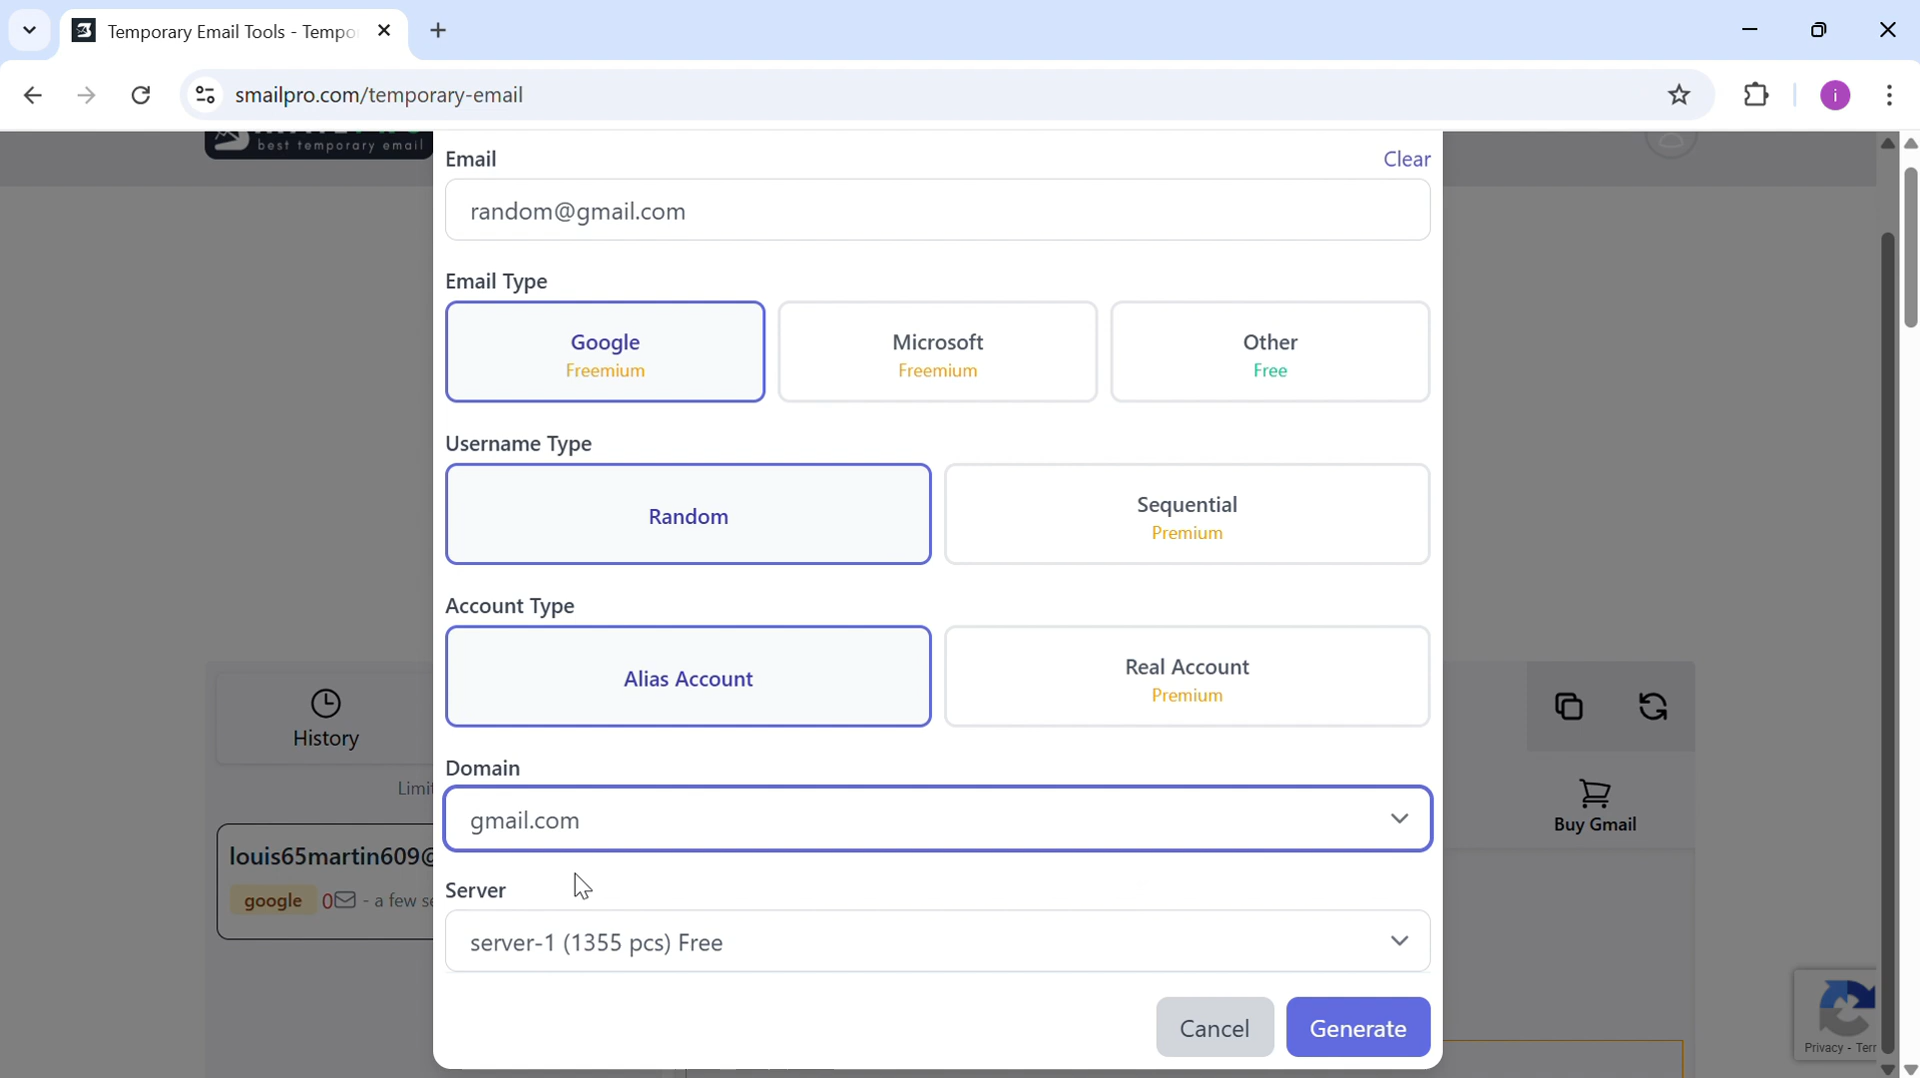 Temporary Email Tools - Tempo
smailpro.com/temporary-email
i
best temporary email
Email
Clear
random@gmail.com
Email Type
Google
Freemium
Microsoft
Freemium
Other
Free
Username Type
Random
Sequential
Premium
Account Type
Alias Account
Real Account
Premium
History
Domain
gmail.com
Buy Gmail
louis65martin609@
google 0 - a few se
Server
server-1 (1355 pcs) Free
Cancel
Generate
Privacy -